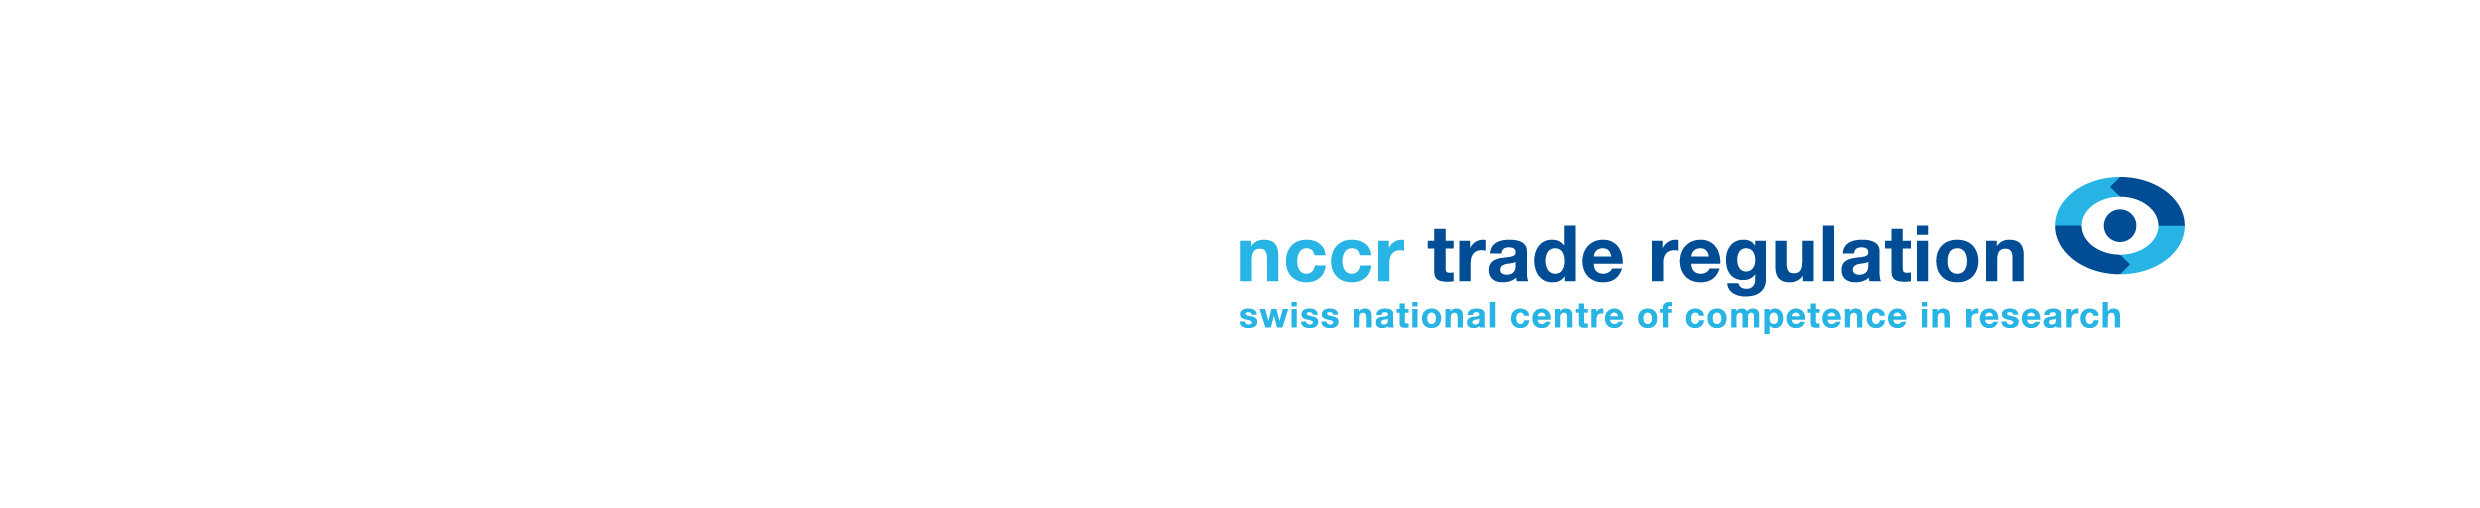 nccr trade regulation
swiss national centre of competence in research